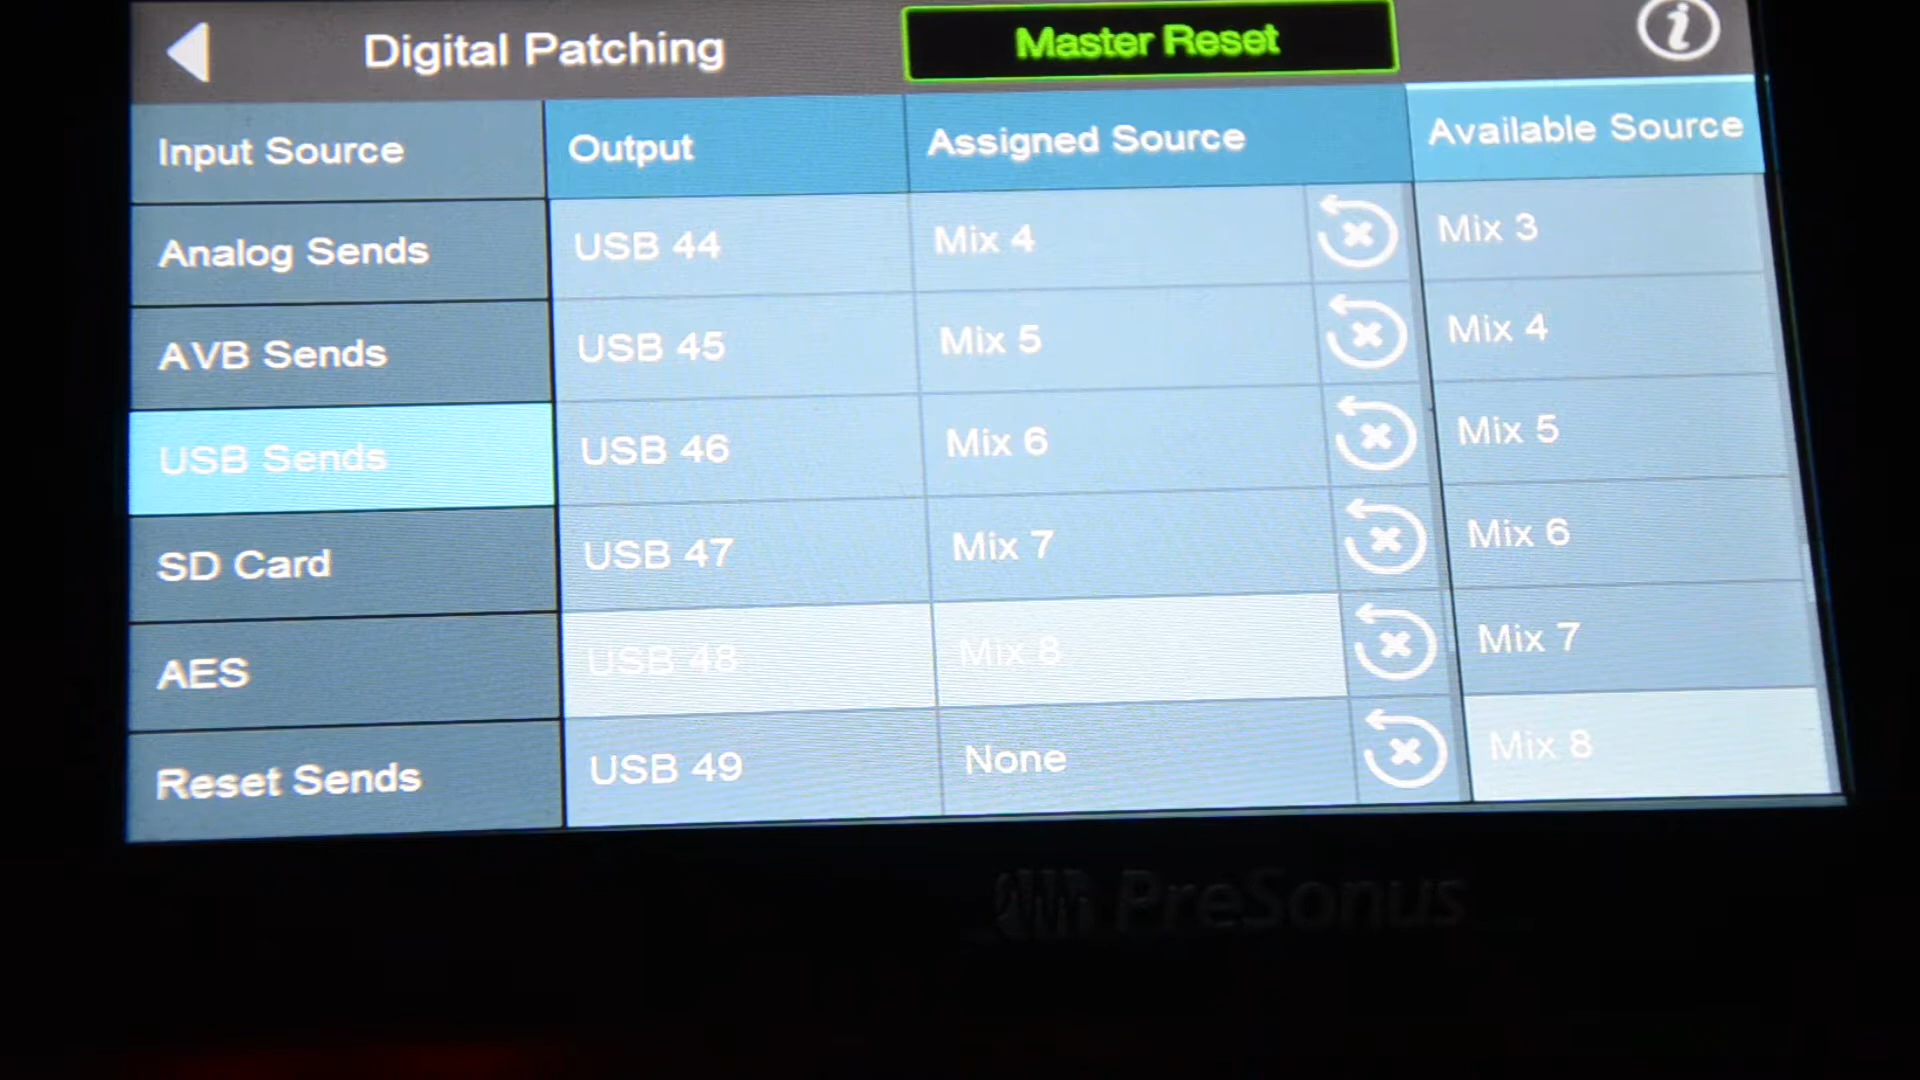 Digital Patching
Master Reset
Input Source
Output
Assigned Source
Available Source
Analog Sends
USB 44
Mix 4
Mix 3
AVB Sends
USB 45
Mix 5
Mix 4
USB Sends
USB 46
Mix 6
Mix 5
SD Card
USB 47
Mix 7
Mix 6
AES
USB 48
Mix 8
Mix 7
Reset Sends
USB 49
None
Mix 8
PreSonus